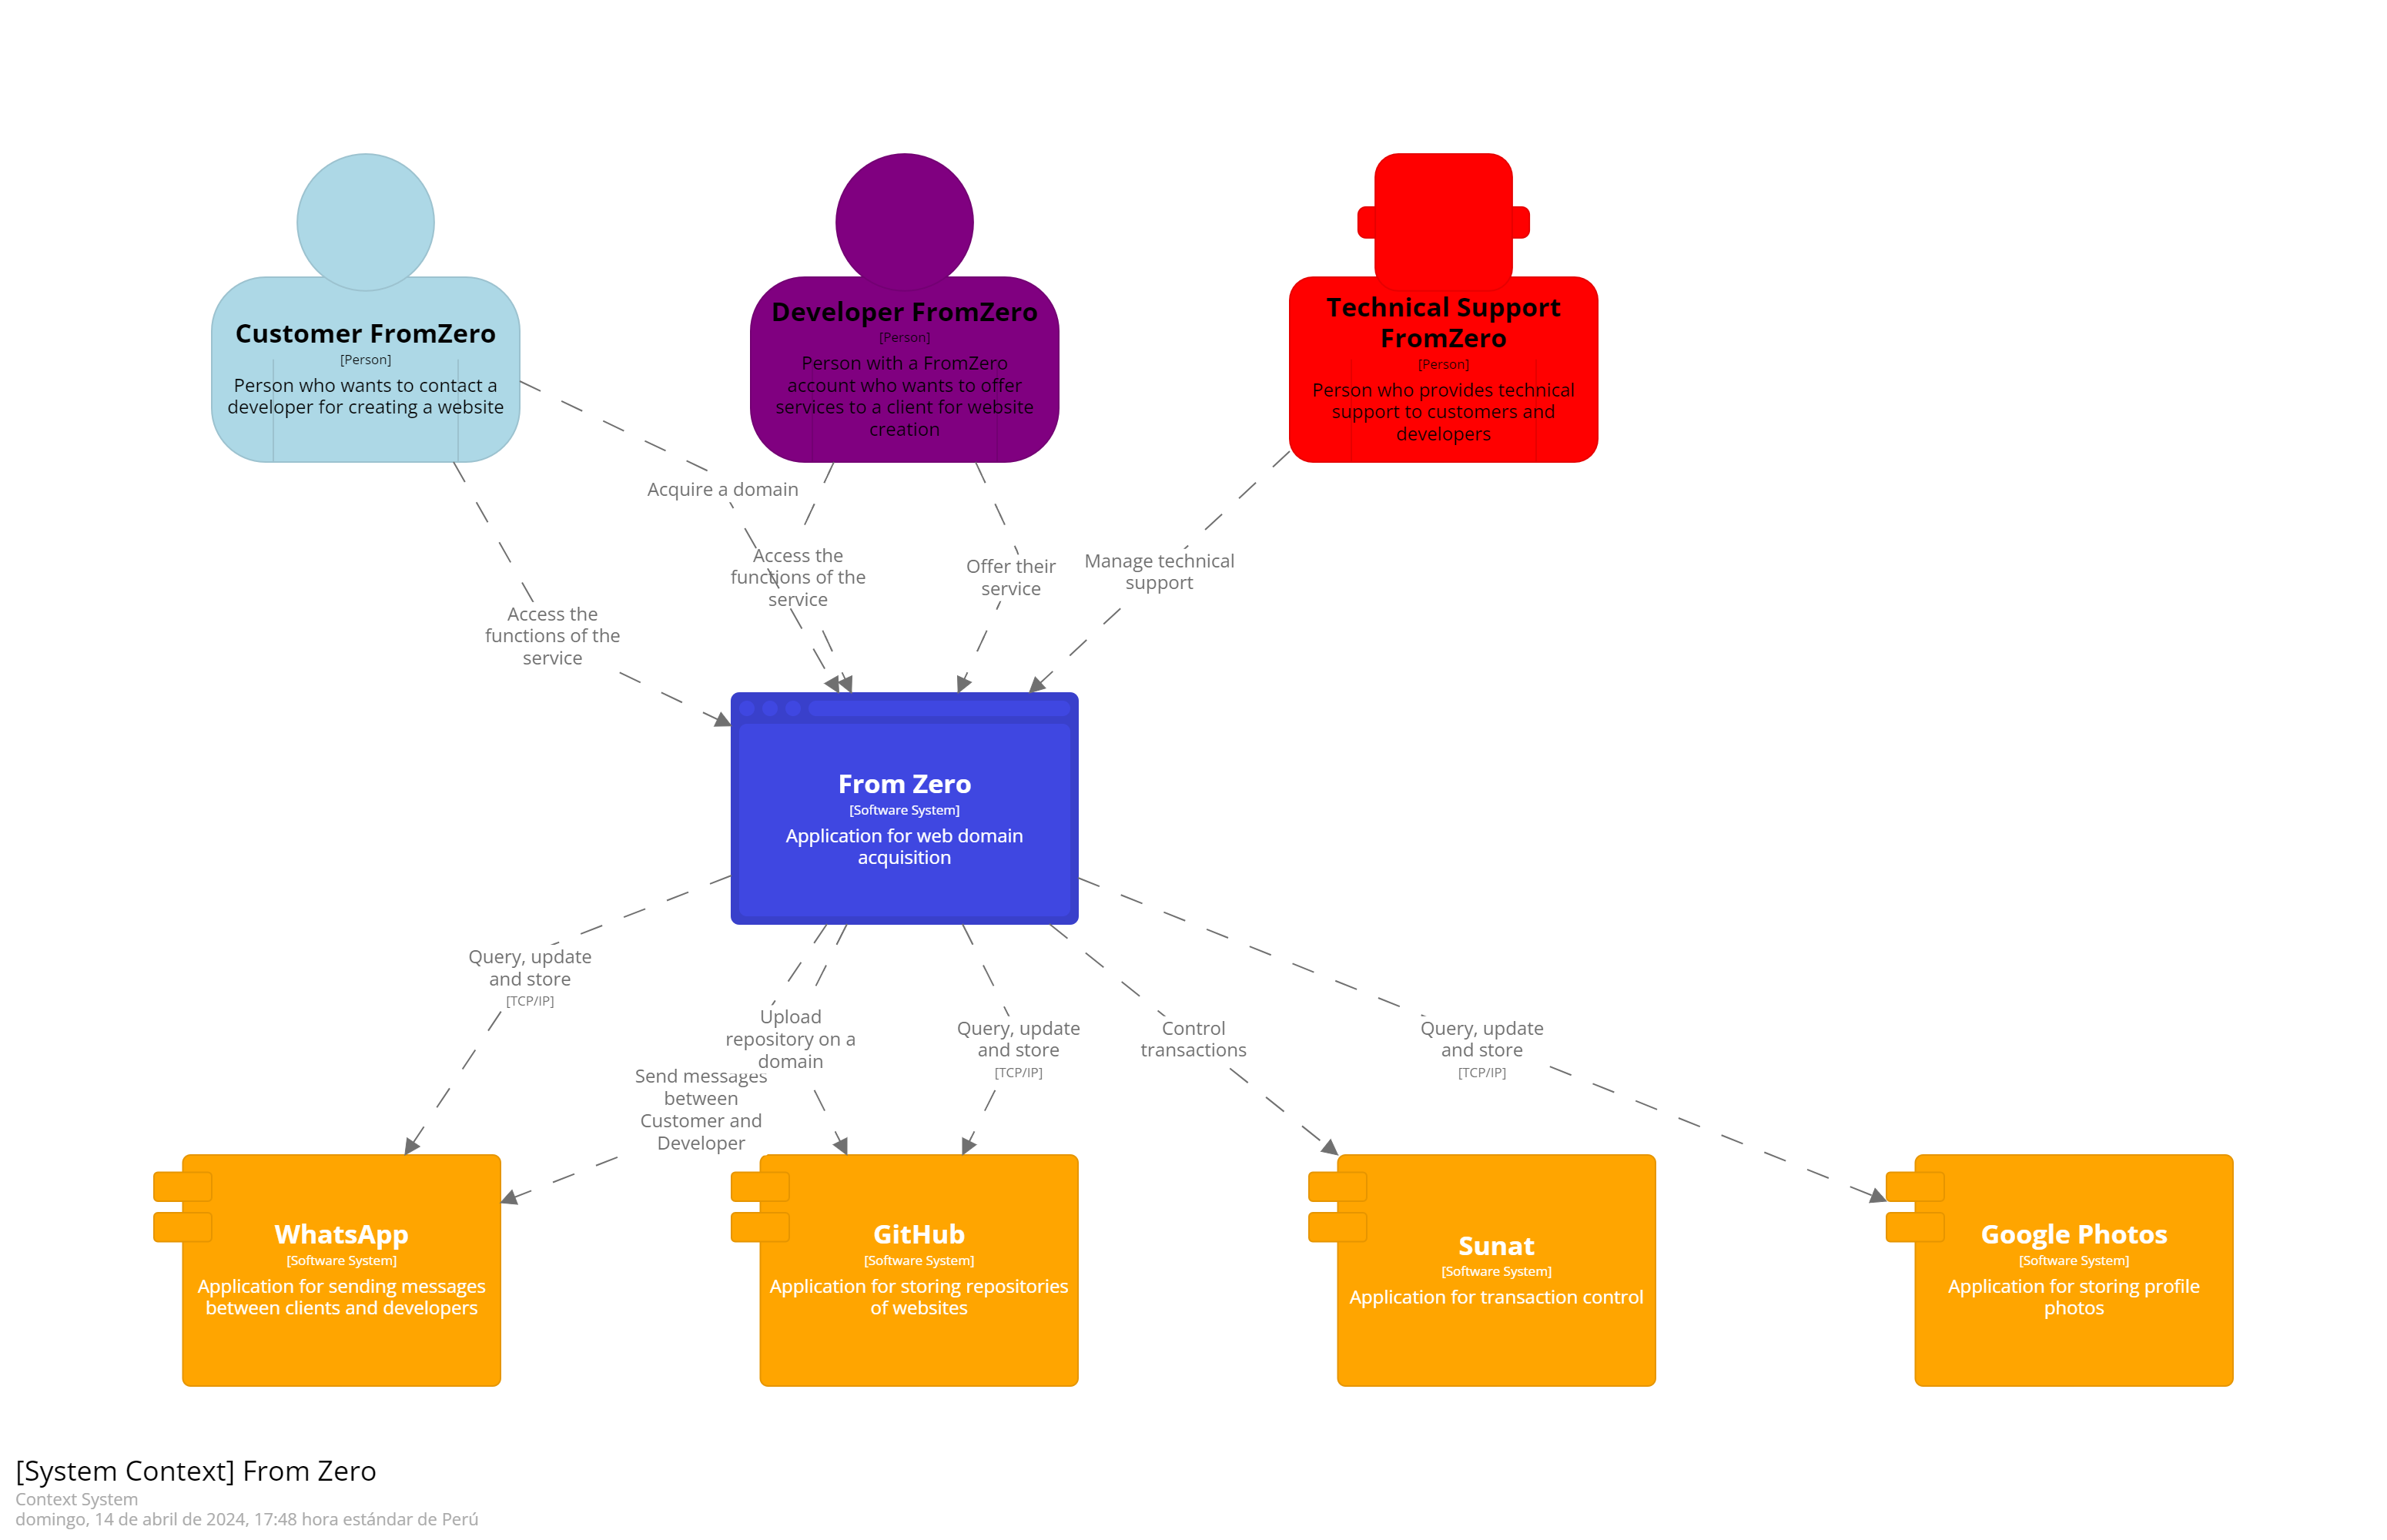 Customer FromZero
[Person]
Person who wants to contact a
developer for creating a website
Developer FromZero
[Person]
Person with a FromZero
account who wants to offer
services to a client for website
creation
Technical Support
FromZero
[Person]
Person who provides technical
support to customers and
developers
Acquire a domain
Access the
functions of the
service
Access the
functions of the
service
Offer their
service
Manage technical
support
From Zero
[Software System]
Application for web domain
acquisition
Query, update
and store
[TCP/IP]
Send messages
between
Customer and
Developer
Upload
repository on a
domain
Query, update
and store
[TCP/IP]
Control
transactions
Query, update
and store
[TCP/IP]
WhatsApp
[Software System]
Application for sending messages
between clients and developers
GitHub
[Software System]
Application for storing repositories
of websites
Sunat
[Software System]
Application for transaction control
Google Photos
[Software System]
Application for storing profile
photos
[System Context] From Zero
Context System
domingo, 14 de abril de 2024, 17:48 hora estándar de Perú